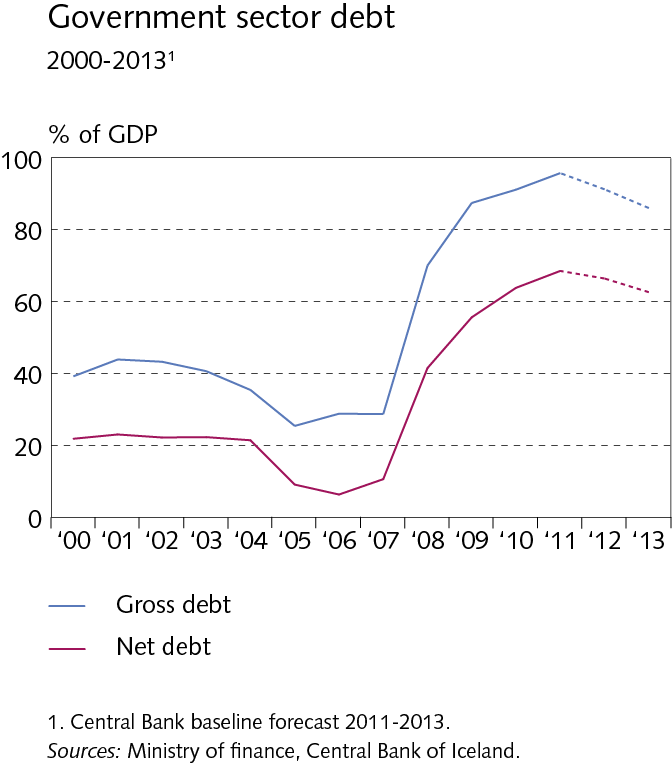 Government sector debt
2000-2013¹
% of GDP
100
80
60
40
20
0
‘00 ‘01 ‘02 ‘03 ‘04 ‘05 ‘06 ‘07 ‘08 ‘09 ‘10 ‘11 ‘12 ‘13
Gross debt
Net debt
1. Central Bank baseline forecast 2011-2013.
Sources: Ministry of finance, Central Bank of Iceland.